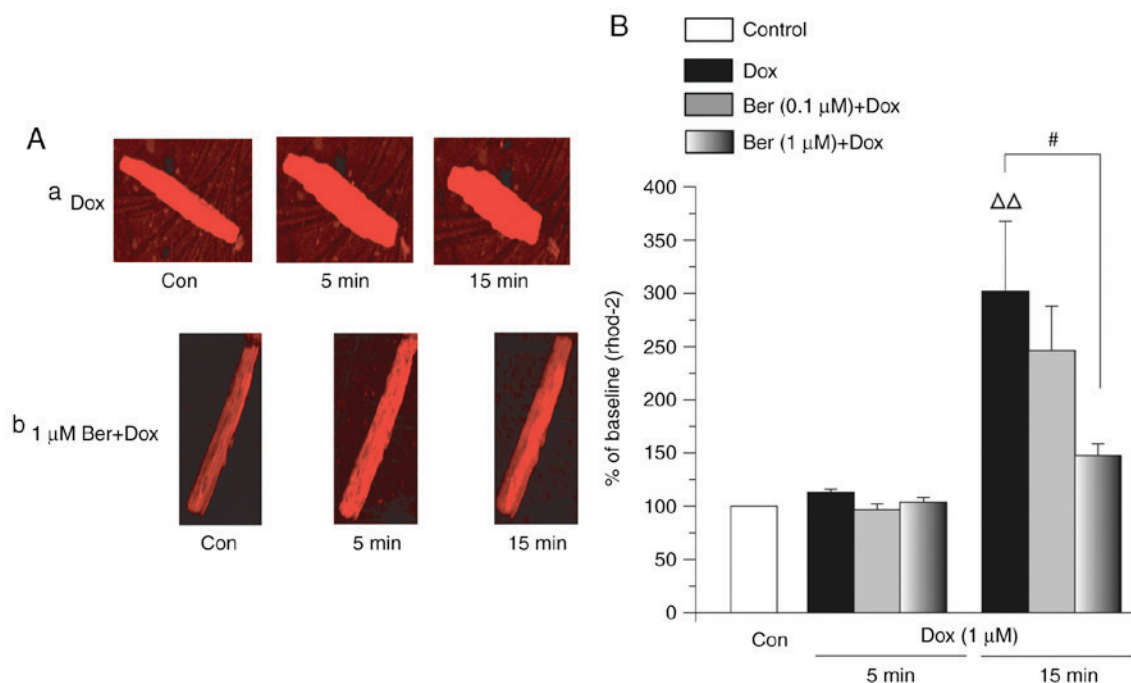 A
a Dox
Con
5 min
15 min
b 1 μM Ber+Dox
Con
5 min
15 min
B
Control
Dox
Ber (0.1 μM)+Dox
Ber (1 μM)+Dox
#
ΔΔ
% of baseline (rhod-2)
400
350
300
250
200
150
100
50
0
Con
Dox (1 μM)
5 min
15 min